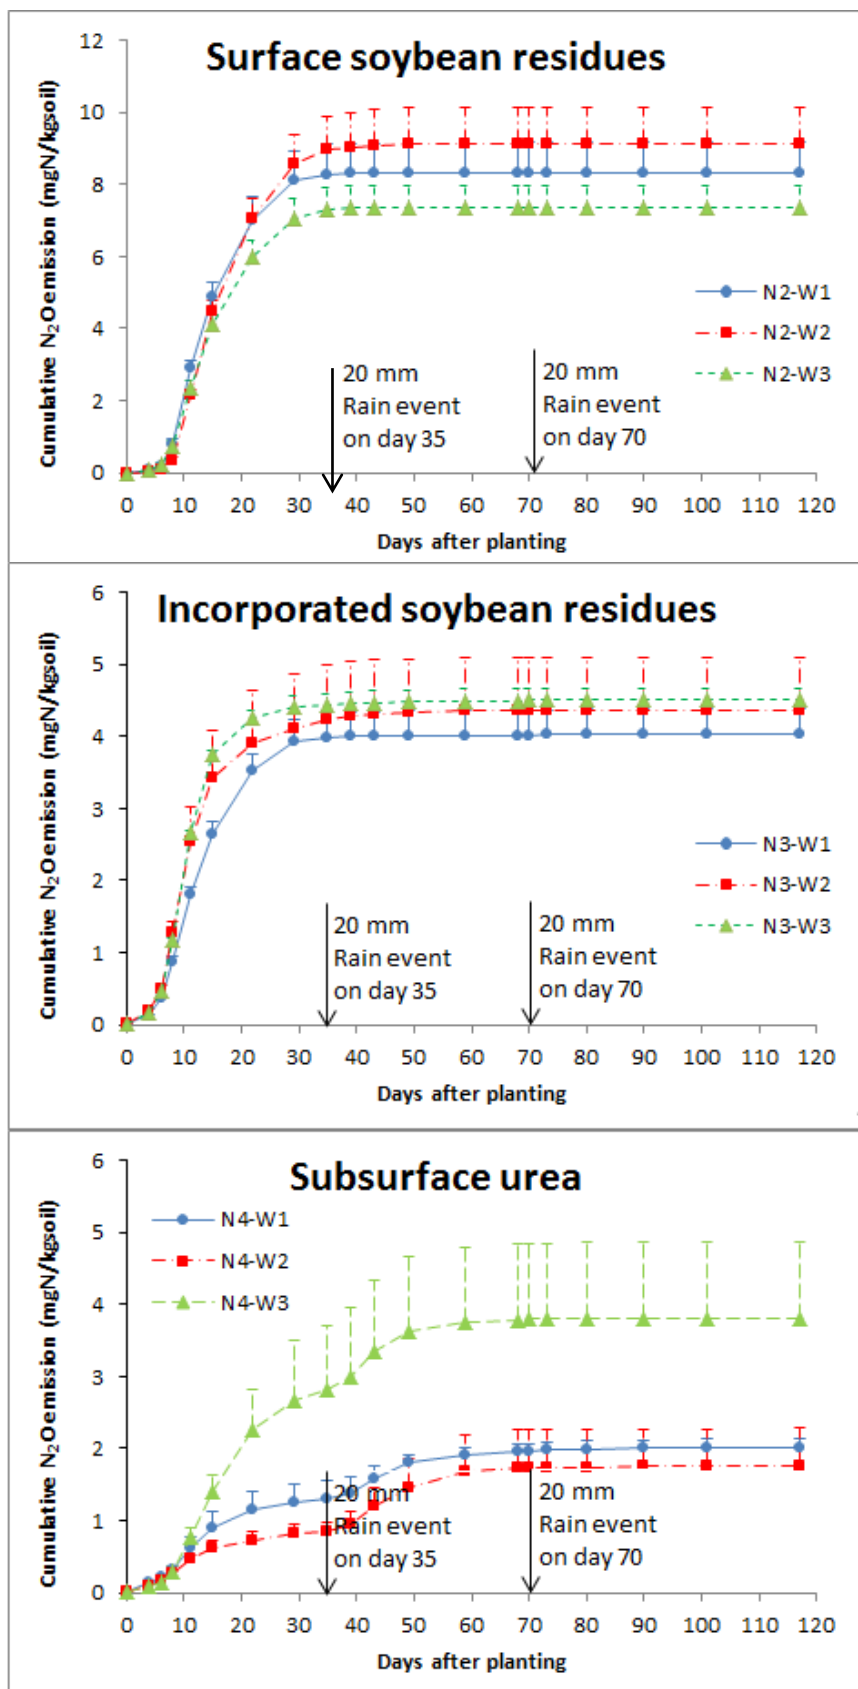 Surface soybean residues
Cumulative N₂O emission (mgN/kgsoil)
12
10
8
6
4
2
0
N2-W1
N2-W2
N2-W3
20 mm
Rain event
on day 35
20 mm
Rain event
on day 70
0 10 20 30 40 50 60 70 80 90 100 110 120
Days after planting
Incorporated soybean residues
Cumulative N₂O emission (mgN/kgsoil)
6
5
4
3
2
1
0
N3-W1
N3-W2
N3-W3
20 mm
Rain event
on day 35
20 mm
Rain event
on day 70
0 10 20 30 40 50 60 70 80 90 100 110 120
Days after planting
Subsurface urea
Cumulative N₂O emission (mgN/kgsoil)
6
5
4
3
2
1
0
N4-W1
N4-W2
N4-W3
20 mm
Rain event
on day 35
20 mm
Rain event
on day 70
0 10 20 30 40 50 60 70 80 90 100 110 120
Days after planting